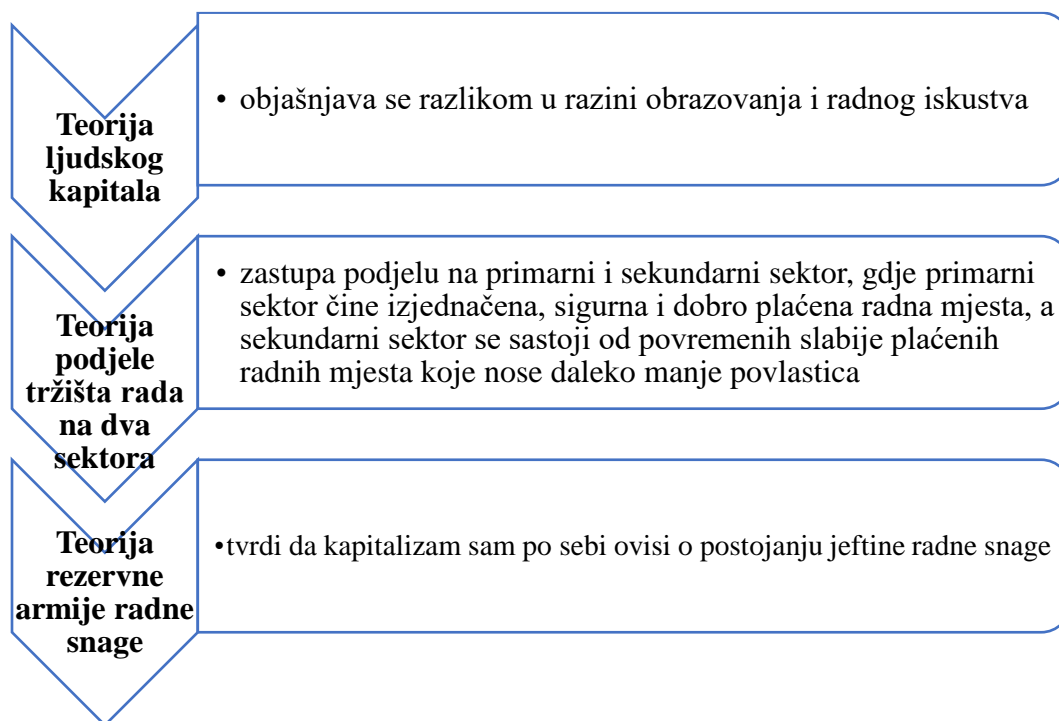 Teorija
ljudskog
kapitala
• objašnjava se razlikom u razini obrazovanja i radnog iskustva
Teorija
podjele
tržišta rada
na dva
sektora
• zastupa podjelu na primarni i sekundarni sektor, gdje primarni
sektor čine izjednačena, sigurna i dobro plaćena radna mjesta, a
sekundarni sektor se sastoji od povremenih slabije plaćenih
radnih mjesta koje nose daleko manje povlastica
Teorija
rezervne
armije radne
snage
•tvrdi da kapitalizam sam po sebi ovisi o postojanju jeftine radne snage